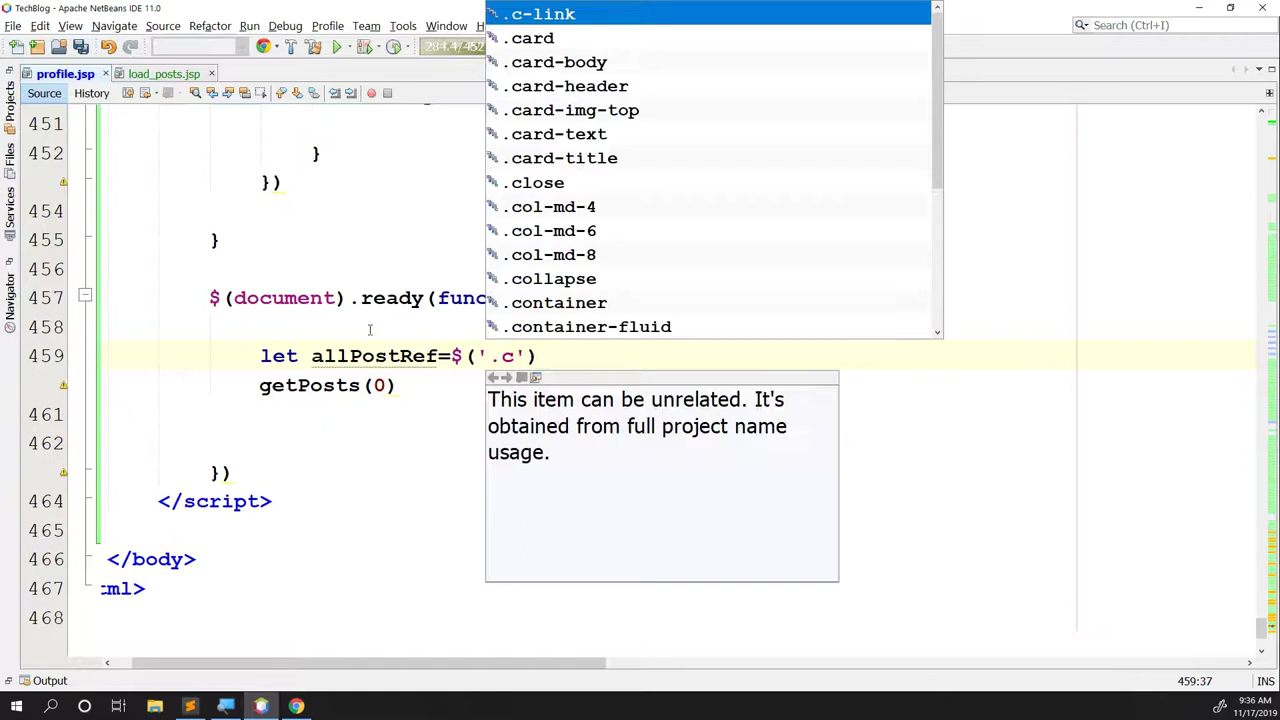 TechBlog - Apache NetBeans IDE 11.0
File Edit View Navigate Source Refactor Run Debug Profile Team Tools Window
Search (Ctrl+I)
284.4/452
profile.jsp
load_posts.jsp
Source History
Projects
Files
Services
Navigator
451
452 }
})
454
455 }
456
457 $(document).ready(func
458
459 let allPostRef=$('.c')
getPosts(0)
461
462
})
464 </script>
465
466 </body>
467 ml>
468
.c-link
.card
.card-body
.card-header
.card-img-top
.card-text
.card-title
.close
.col-md-4
.col-md-6
.col-md-8
.collapse
.container
.container-fluid
This item can be unrelated. It's
obtained from full project name
usage.
Output
459:37
INS
9:36 AM
11/17/2019